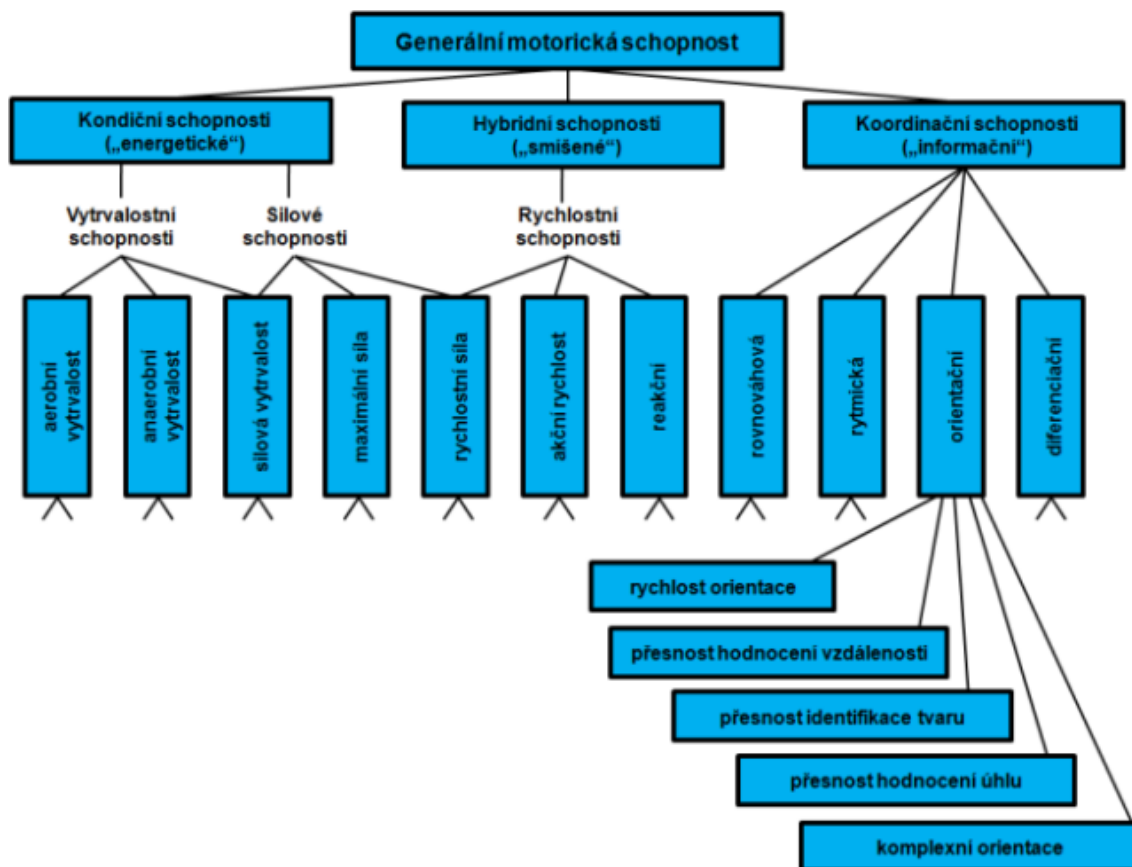 Generální motorická schopnost
Kondiční schopnosti
(„energetické“)
Hybridní schopnosti
(„smíšené“)
Koordinační schopnosti
(„informační“)
Vytrvalostní
schopnosti
Silové
schopnosti
Rychlostní
schopnosti
aerobní
vytrvalost
anaerobní
vytrvalost
silová vytrvalost
maximální síla
rychlostní síla
akční rychlost
reakční
rovnováhová
rytmická
orientační
diferenciační
rychlost orientace
přesnost hodnocení vzdálenosti
přesnost identifikace tvaru
přesnost hodnocení úhlu
komplexní orientace